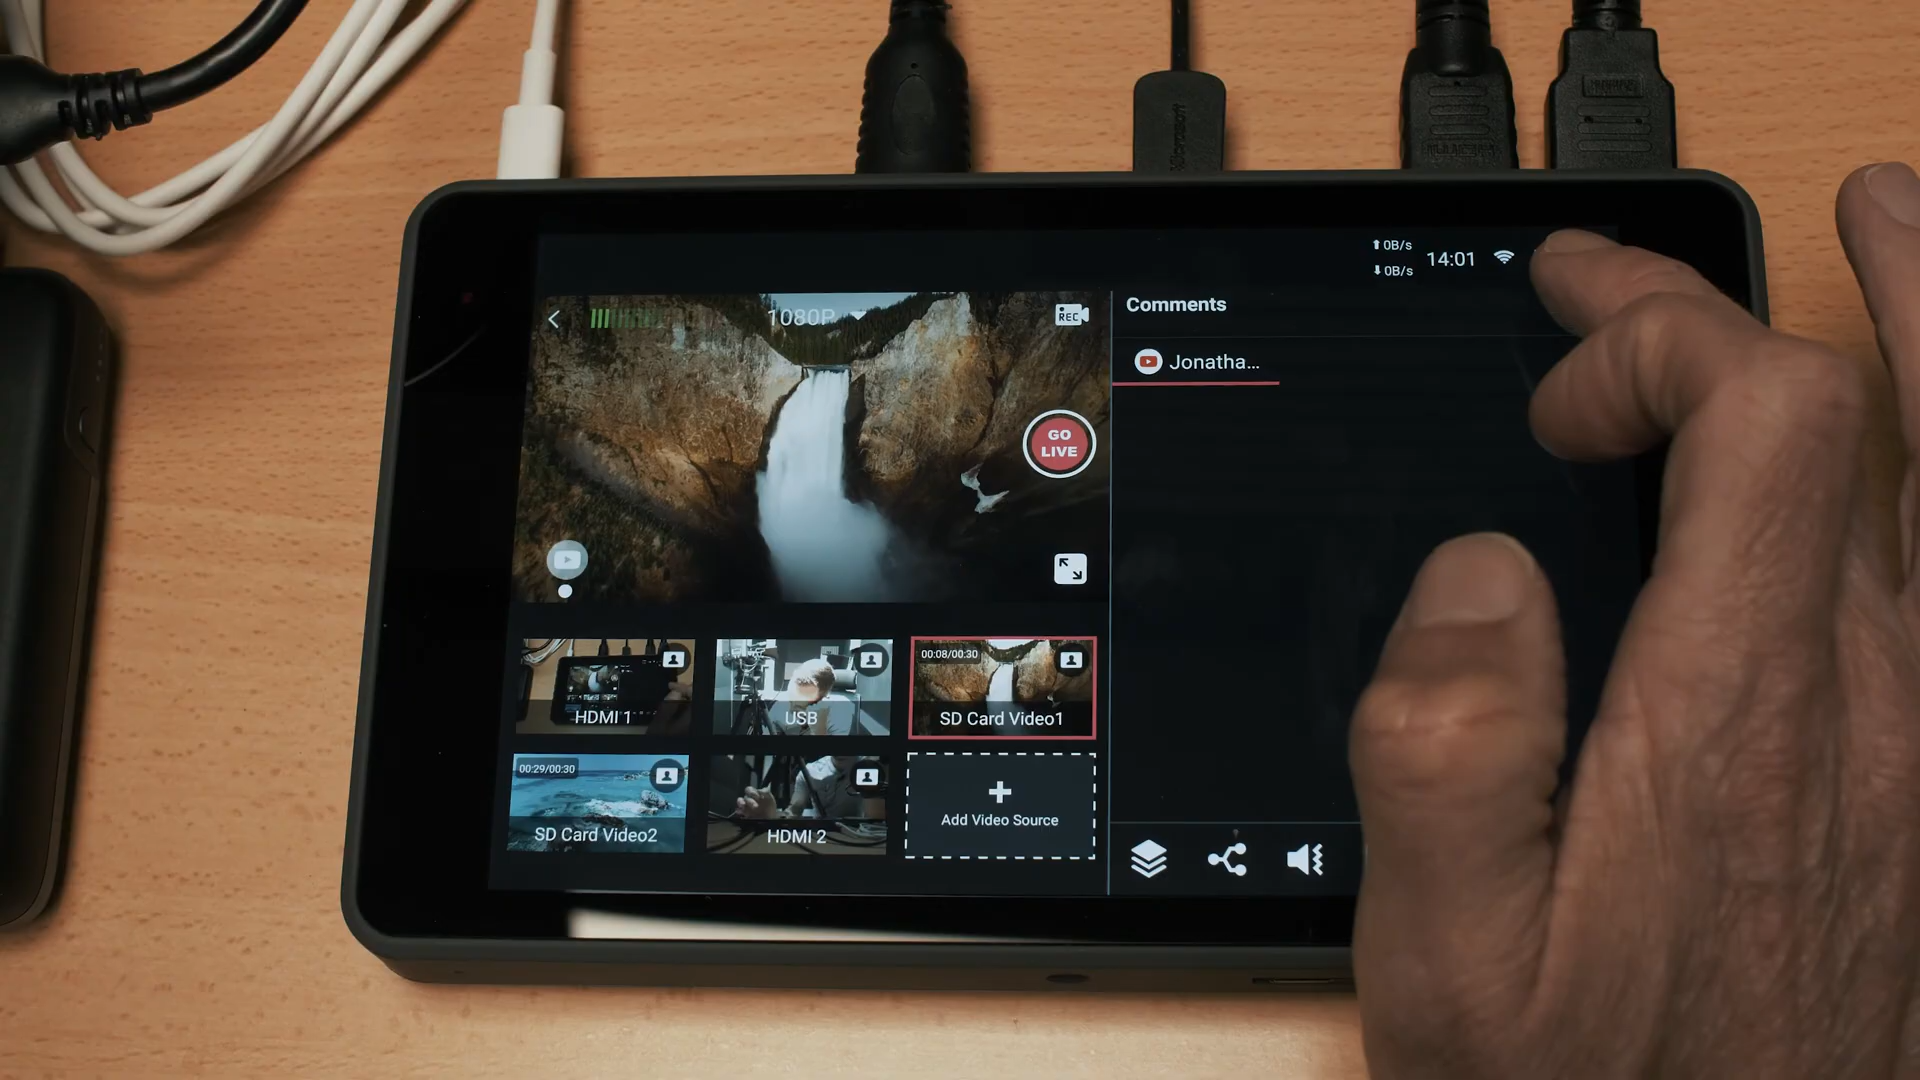 Microsoft
0B/s
0B/s
14:01
1080P
REC
Comments
Jonatha...
GO
LIVE
HDMI 1
USB
00:08/00:30
SD Card Video1
00:29/00:30
SD Card Video2
HDMI 2
Add Video Source